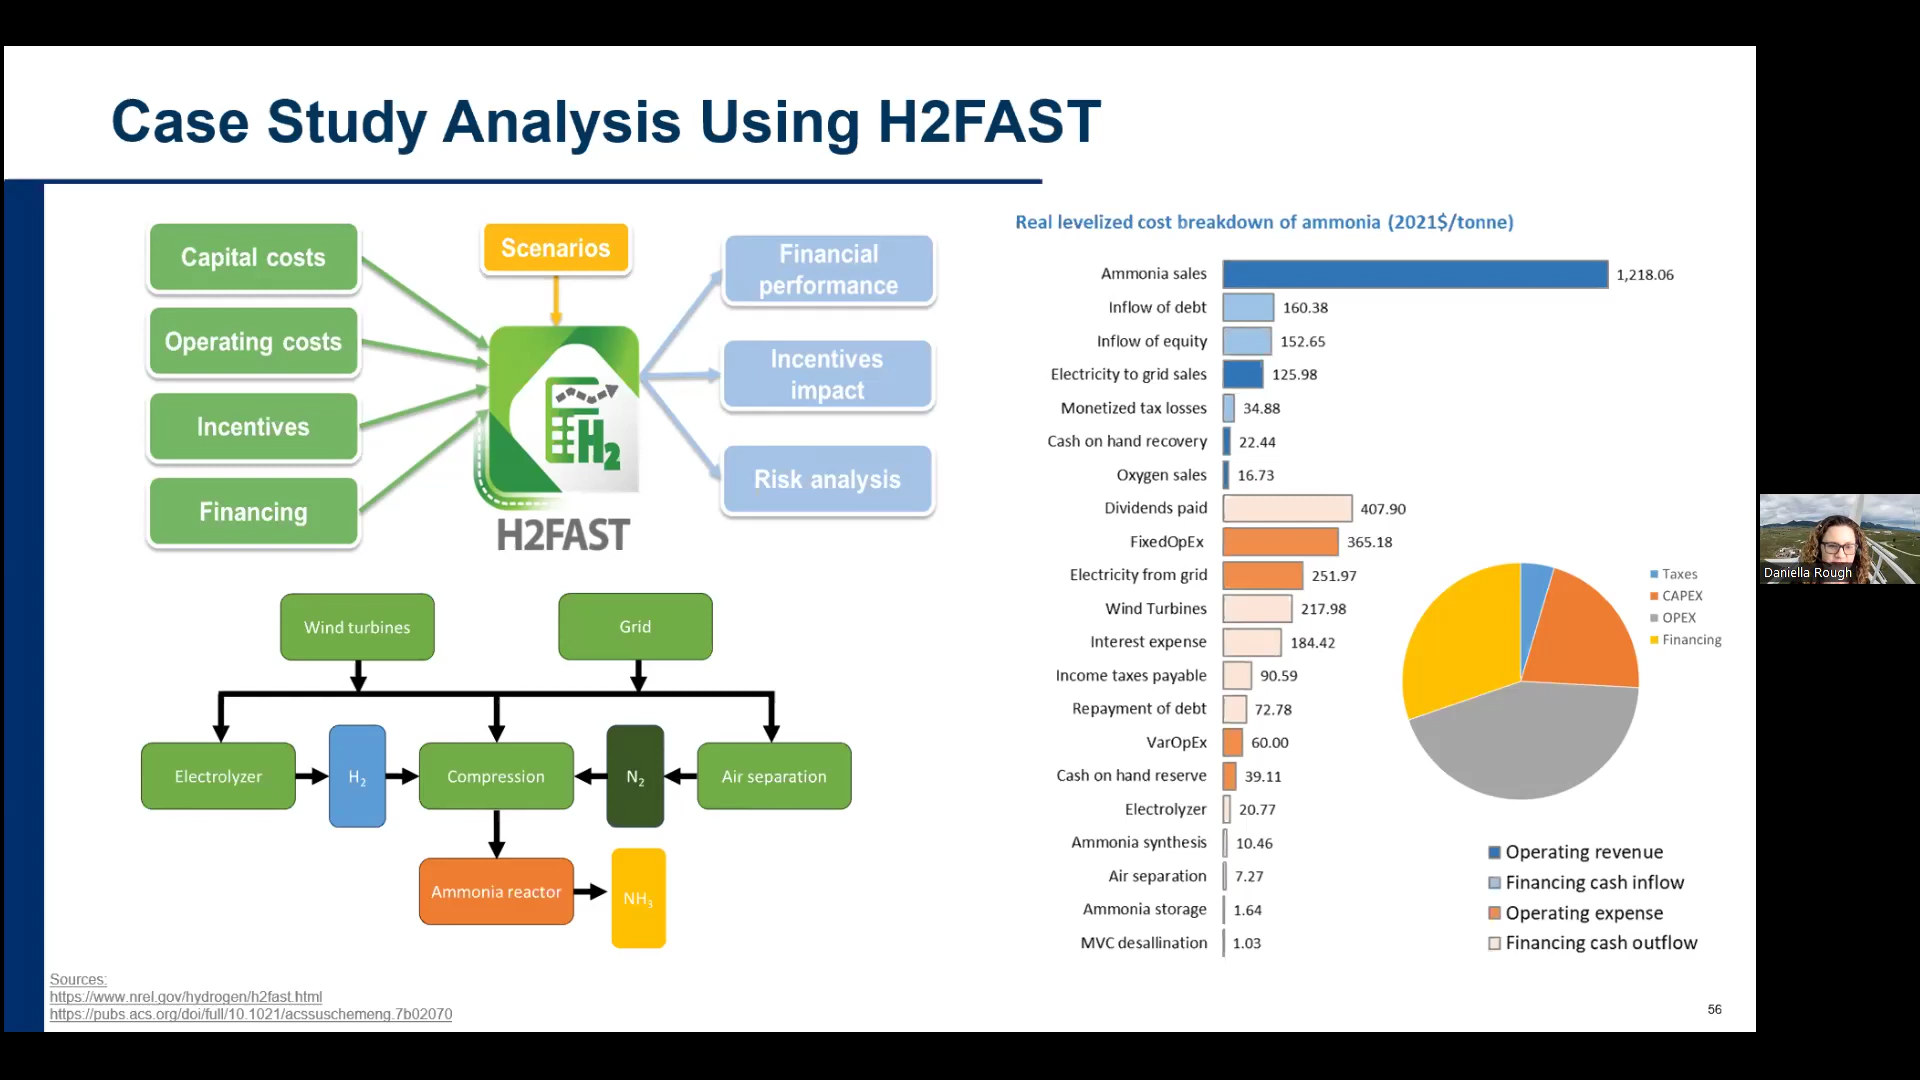 Case Study Analysis Using H2FAST
Capital costs
Operating costs
Incentives
Financing
Scenarios
H2
H2FAST
Financial
performance
Incentives
impact
Risk analysis
Wind turbines
Grid
Electrolyzer
H2
Compression
N2
Air separation
Ammonia reactor
NH3
Sources:
https://www.nrel.gov/hydrogen/h2fast.html
https://pubs.acs.org/doi/full/10.1021/acssuschemeng.7b02070
Real levelized cost breakdown of ammonia (2021$/tonne)
Ammonia sales 1,218.06
Inflow of debt 160.38
Inflow of equity 152.65
Electricity to grid sales 125.98
Monetized tax losses 34.88
Cash on hand recovery 22.44
Oxygen sales 16.73
Dividends paid 407.90
FixedOpEx 365.18
Electricity from grid 251.97
Wind Turbines 217.98
Interest expense 184.42
Income taxes payable 90.59
Repayment of debt 72.78
VarOpEx 60.00
Cash on hand reserve 39.11
Electrolyzer 20.77
Ammonia synthesis 10.46
Air separation 7.27
Ammonia storage 1.64
MVC desallination 1.03
Taxes
CAPEX
OPEX
Financing
Operating revenue
Financing cash inflow
Operating expense
Financing cash outflow
56
Daniella Rough